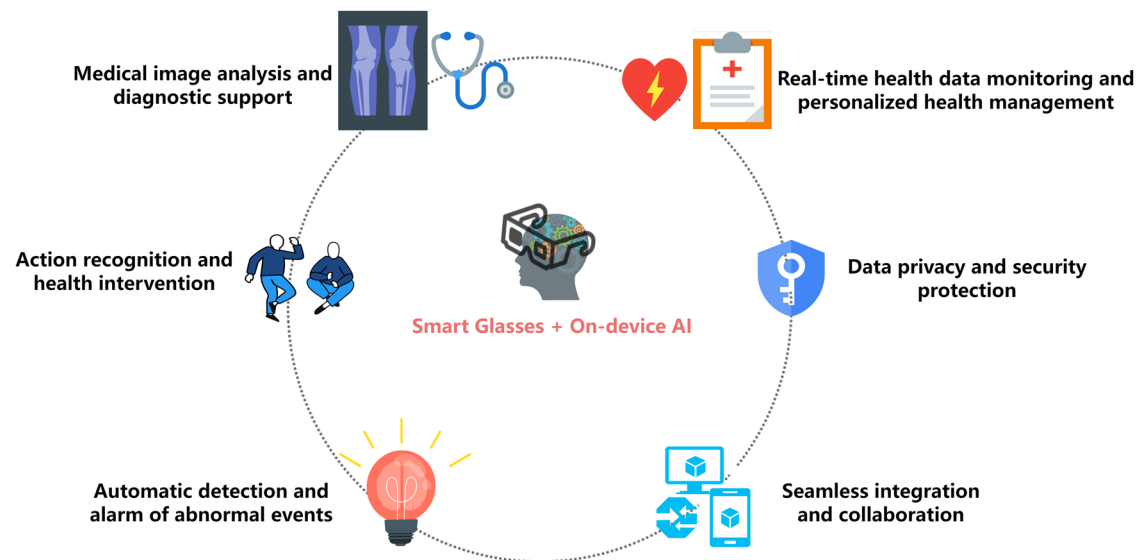 Medical image analysis and
diagnostic support
Real-time health data monitoring and
personalized health management
Action recognition and
health intervention
Data privacy and security
protection
Smart Glasses + On-device AI
Automatic detection and
alarm of abnormal events
Seamless integration
and collaboration